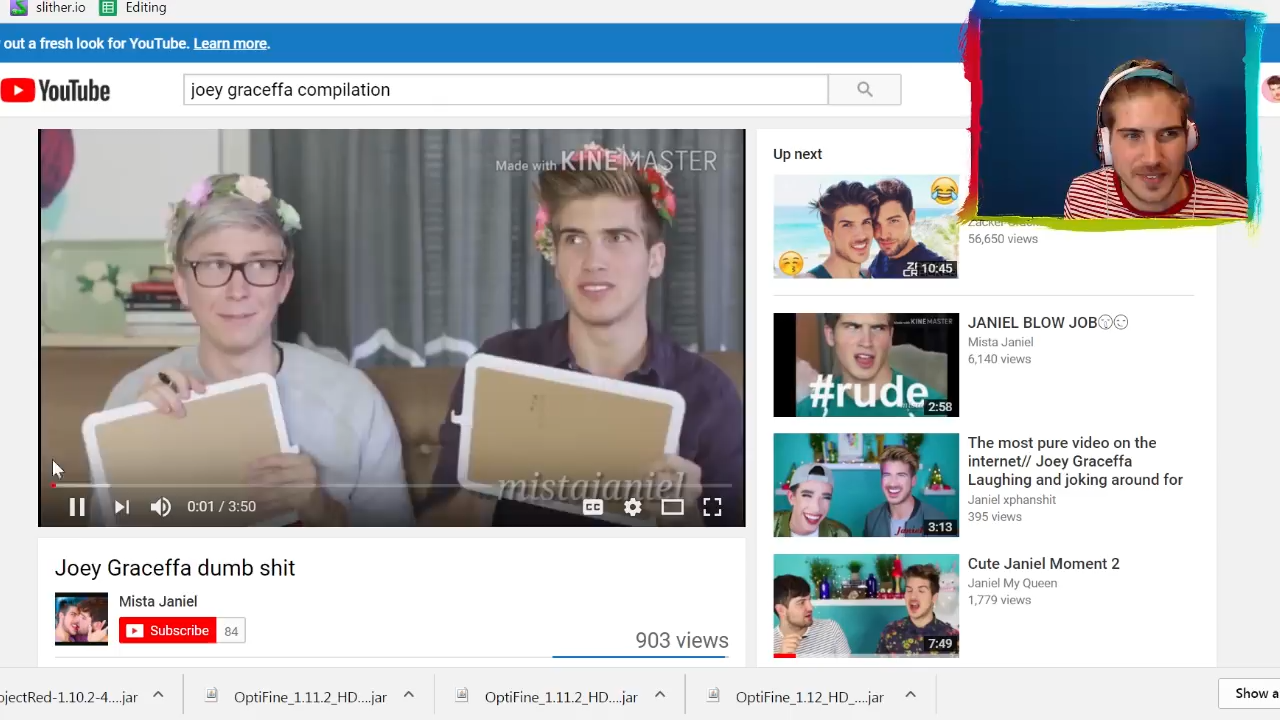 slither.io Editing
out a fresh look for YouTube. Learn more.
YouTube
joey graceffa compilation
Made with KINEMASTER
mistajaniel
0:01 / 3:50
CC
Joey Graceffa dumb shit
Mista Janiel
Subscribe 84
903 views
Up next
10:45
56,650 views
made with KINEMASTER
#rude
2:58
JANIEL BLOW JOB
Mista Janiel
6,140 views
3:13
The most pure video on the
internet// Joey Graceffa
Laughing and joking around for
Janiel xphanshit
395 views
7:49
Cute Janiel Moment 2
Janiel My Queen
1,779 views
ojectRed-1.10.2-4....jar
OptiFine_1.11.2_HD....jar
OptiFine_1.11.2_HD....jar
OptiFine_1.12_HD_....jar
Show a